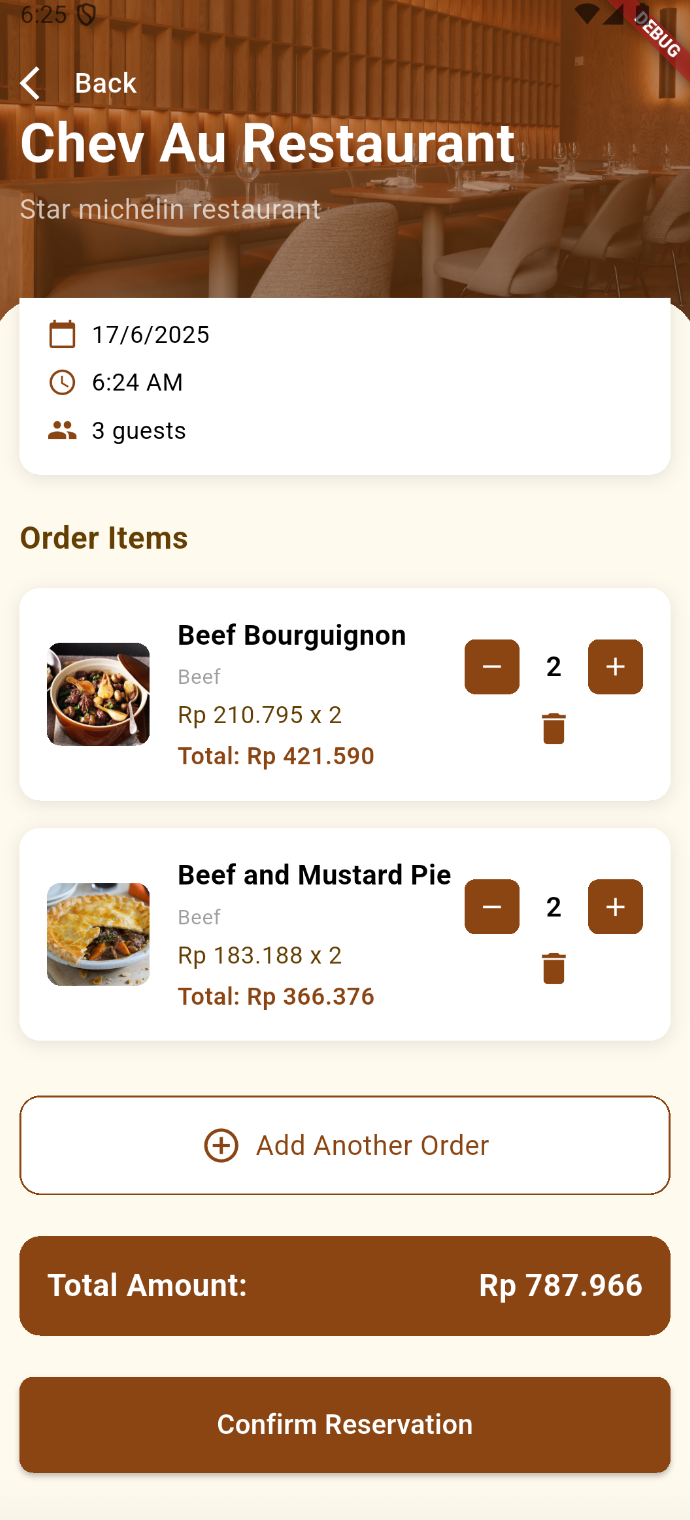 6:25
DEBUG
Back
Chev Au Restaurant
Star michelin restaurant
17/6/2025
6:24 AM
3 guests
Order Items
Beef Bourguignon
Beef
Rp 210.795 x 2
Total: Rp 421.590
2
Beef and Mustard Pie
Beef
Rp 183.188 x 2
Total: Rp 366.376
2
Add Another Order
Total Amount: Rp 787.966
Confirm Reservation